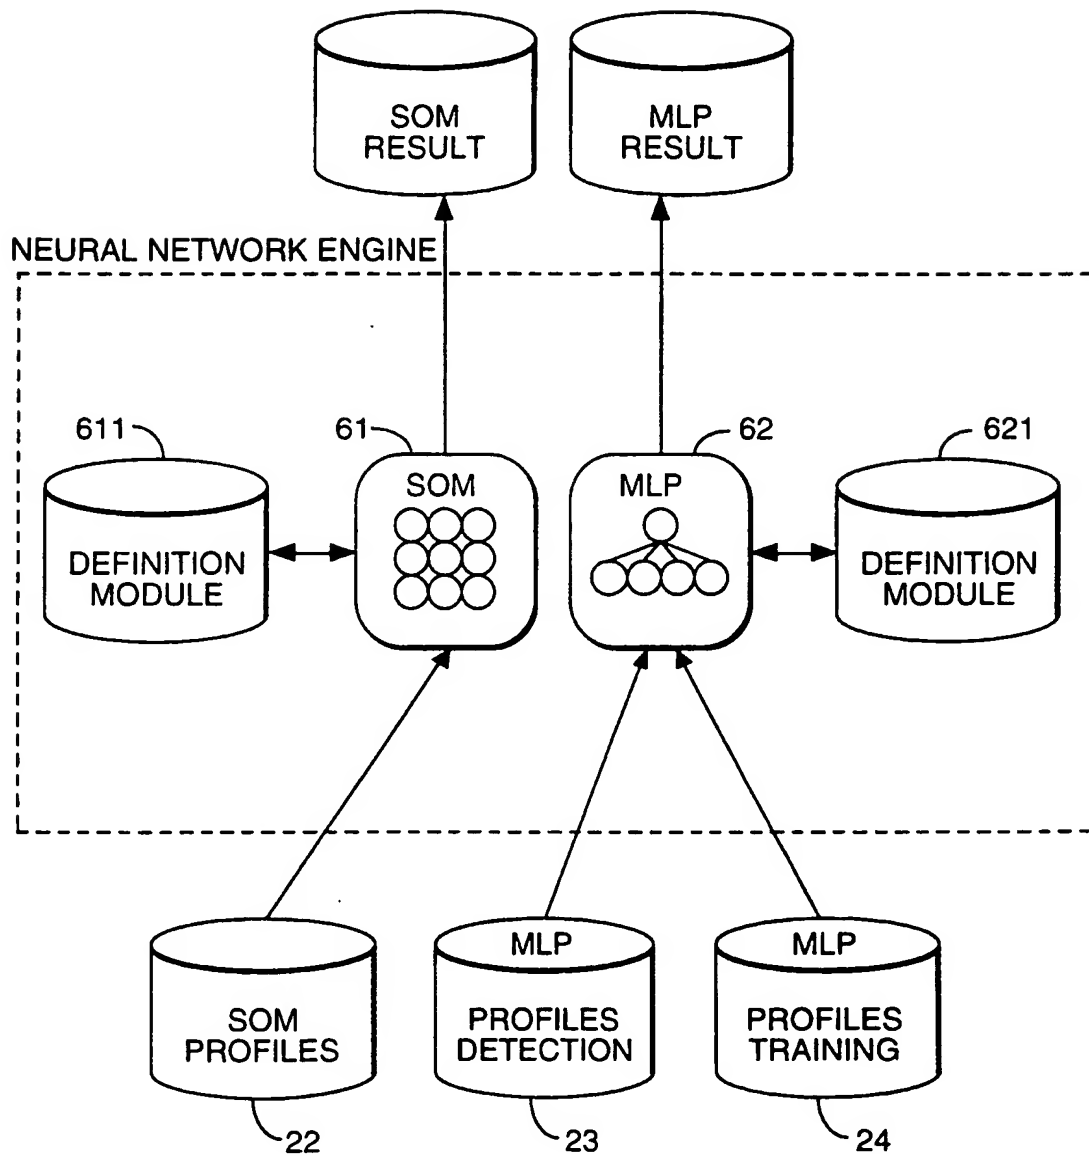 SOM
RESULT
MLP
RESULT
NEURAL NETWORK ENGINE
611
61
62
621
SOM
MLP
DEFINITION
MODULE
DEFINITION
MODULE
MLP
MLP
SOM
PROFILES
PROFILES
DETECTION
PROFILES
TRAINING
22
23
24